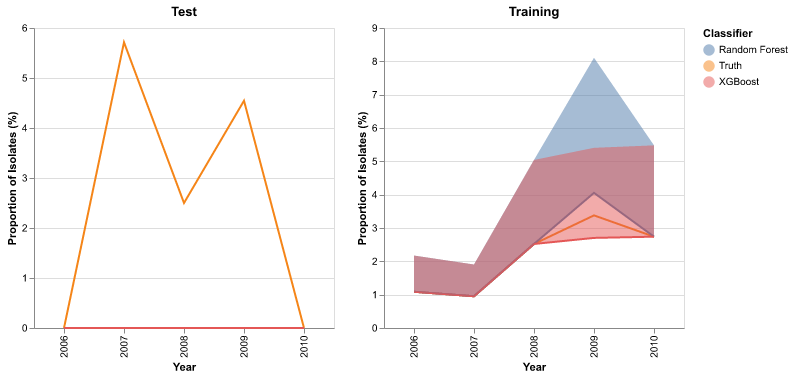 Test
Proportion of Isolates (%)
6
5
4
3
2
1
0
2006
2007
2008
2009
2010
Year
Training
Proportion of Isolates (%)
9
8
7
6
5
4
3
2
1
0
2006
2007
2008
2009
2010
Year
Classifier
Random Forest
Truth
XGBoost